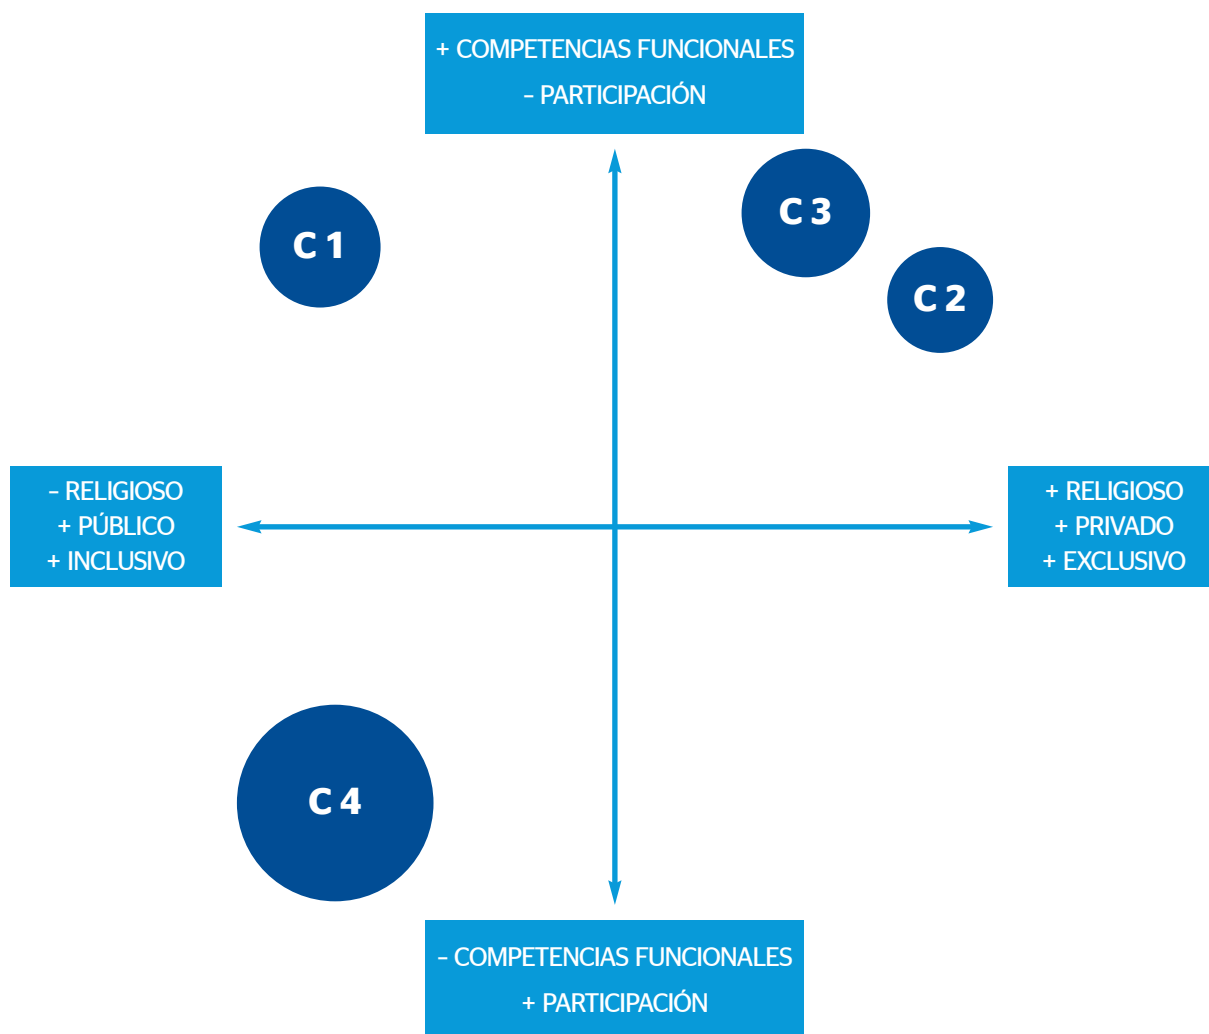 + COMPETENCIAS FUNCIONALES
– PARTICIPACIÓN
C 3
C 1
C 2
– RELIGIOSO
+ PÚBLICO
+ INCLUSIVO
+ RELIGIOSO
+ PRIVADO
+ EXCLUSIVO
C 4
– COMPETENCIAS FUNCIONALES
+ PARTICIPACIÓN